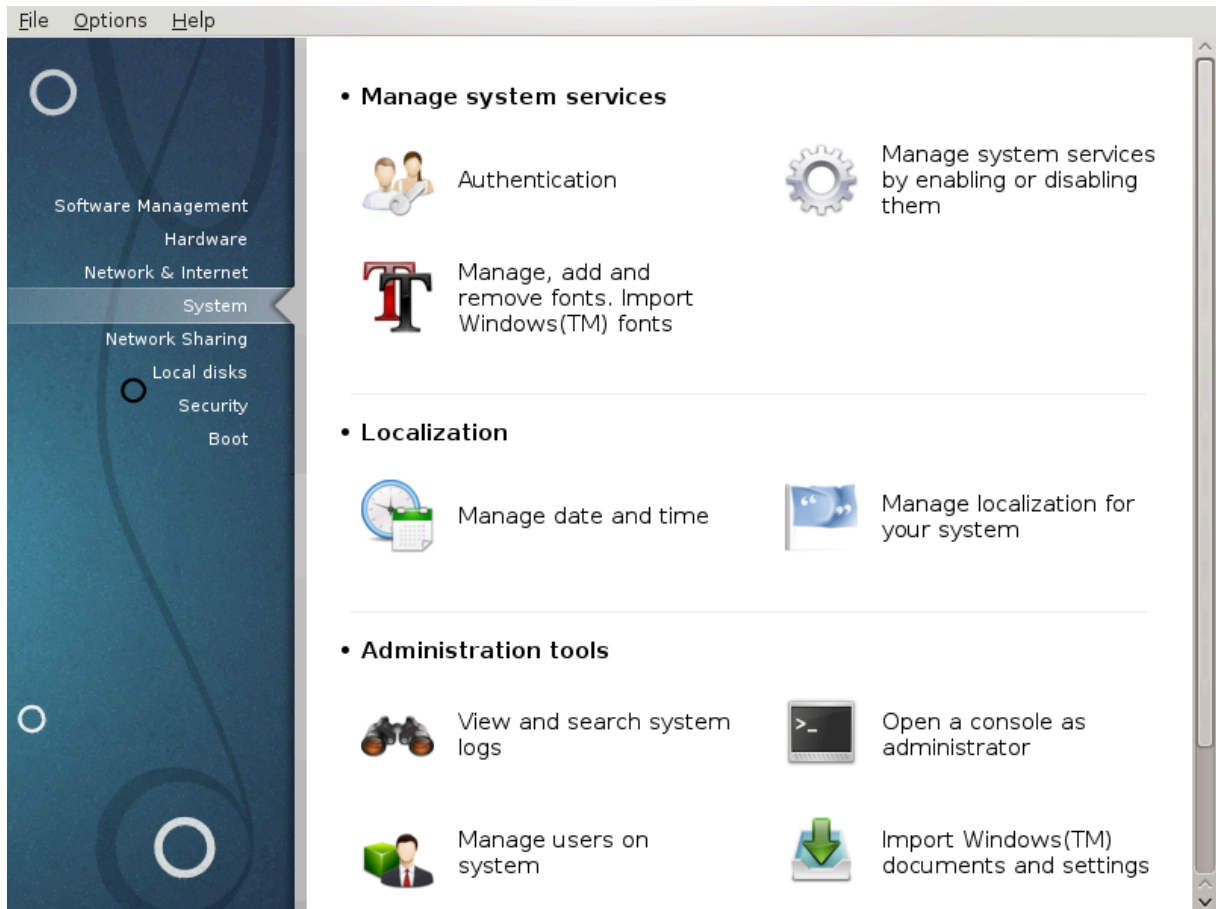 File Options Help
Software Management
Hardware
Network & Internet
System
Network Sharing
Local disks
Security
Boot
• Manage system services
Authentication
Manage system services
by enabling or disabling
them
Manage, add and
remove fonts. Import
Windows(TM) fonts
• Localization
Manage date and time
Manage localization for
your system
• Administration tools
View and search system
logs
Open a console as
administrator
Manage users on
system
Import Windows(TM)
documents and settings